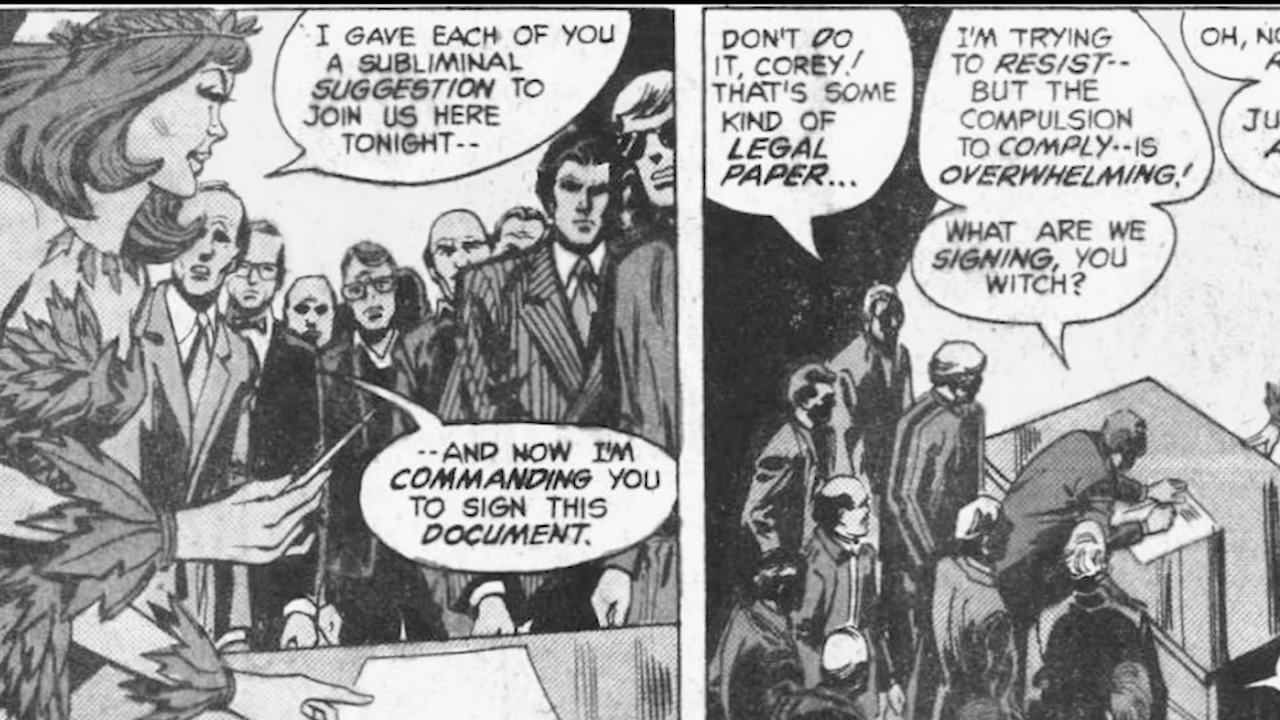 I GAVE EACH OF YOU
A SUBLIMINAL
SUGGESTION TO
JOIN US HERE
TONIGHT--
--AND NOW I'M
COMMANDING YOU
TO SIGN THIS
DOCUMENT.
DON'T DO
IT, COREY!
THAT'S SOME
KIND OF
LEGAL
PAPER...
I'M TRYING
TO RESIST--
BUT THE
COMPULSION
TO COMPLY--IS
OVERWHELMING!
WHAT ARE WE
SIGNING, YOU
WITCH?
OH,